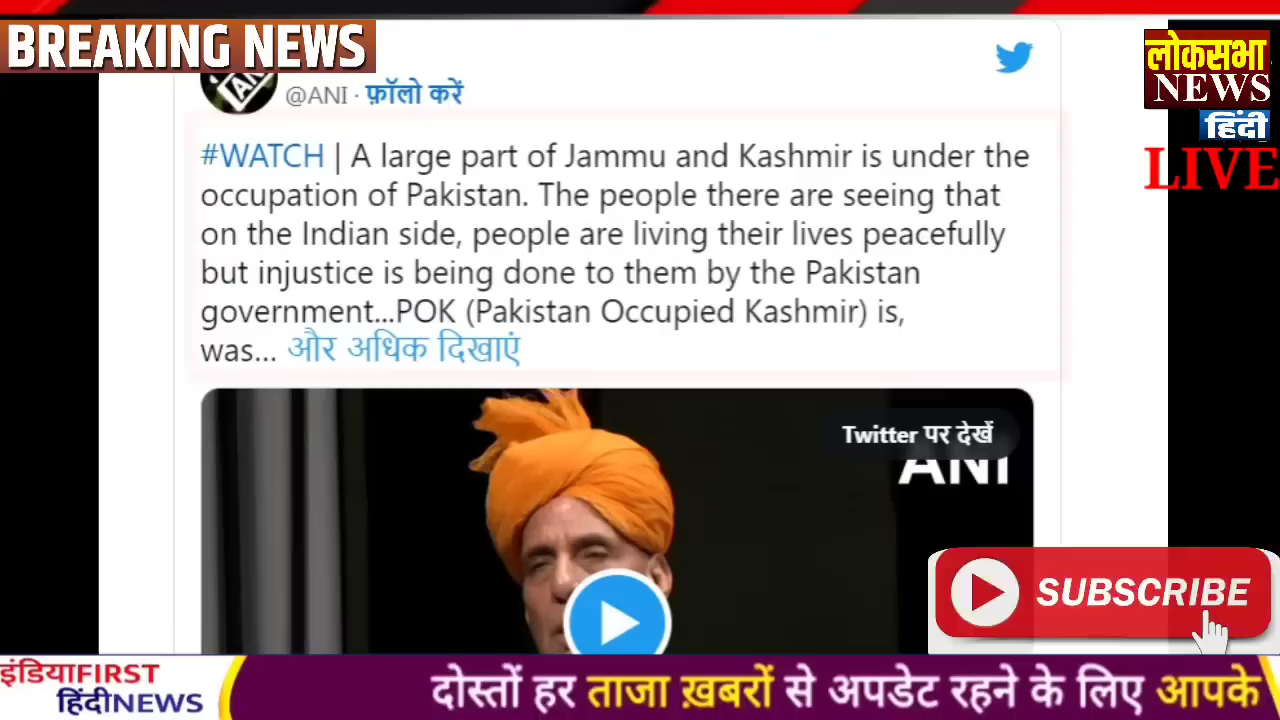 BREAKING NEWS
@ANI · फ़ॉलो करें
लोकसभा
NEWS
हिंदी
LIVE
#WATCH | A large part of Jammu and Kashmir is under the
occupation of Pakistan. The people there are seeing that
on the Indian side, people are living their lives peacefully
but injustice is being done to them by the Pakistan
government...POK (Pakistan Occupied Kashmir) is,
was... और अधिक दिखाएं
Twitter पर देखें
ANI
SUBSCRIBE
इंडियाFIRST
हिंदीNEWS
दोस्तों हर ताजा ख़बरों से अपडेट रहने के लिए आपके